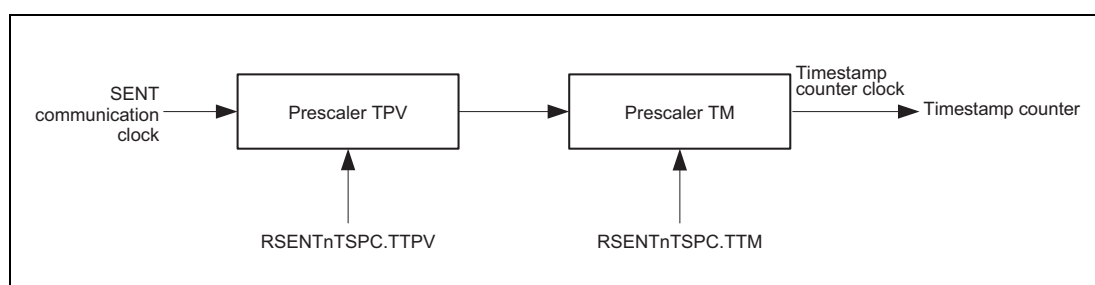 SENT
communication
clock
Prescaler TPV
Prescaler TM
Timestamp
counter clock
Timestamp counter
RSENTnTSPC.TTPV
RSENTnTSPC.TTM